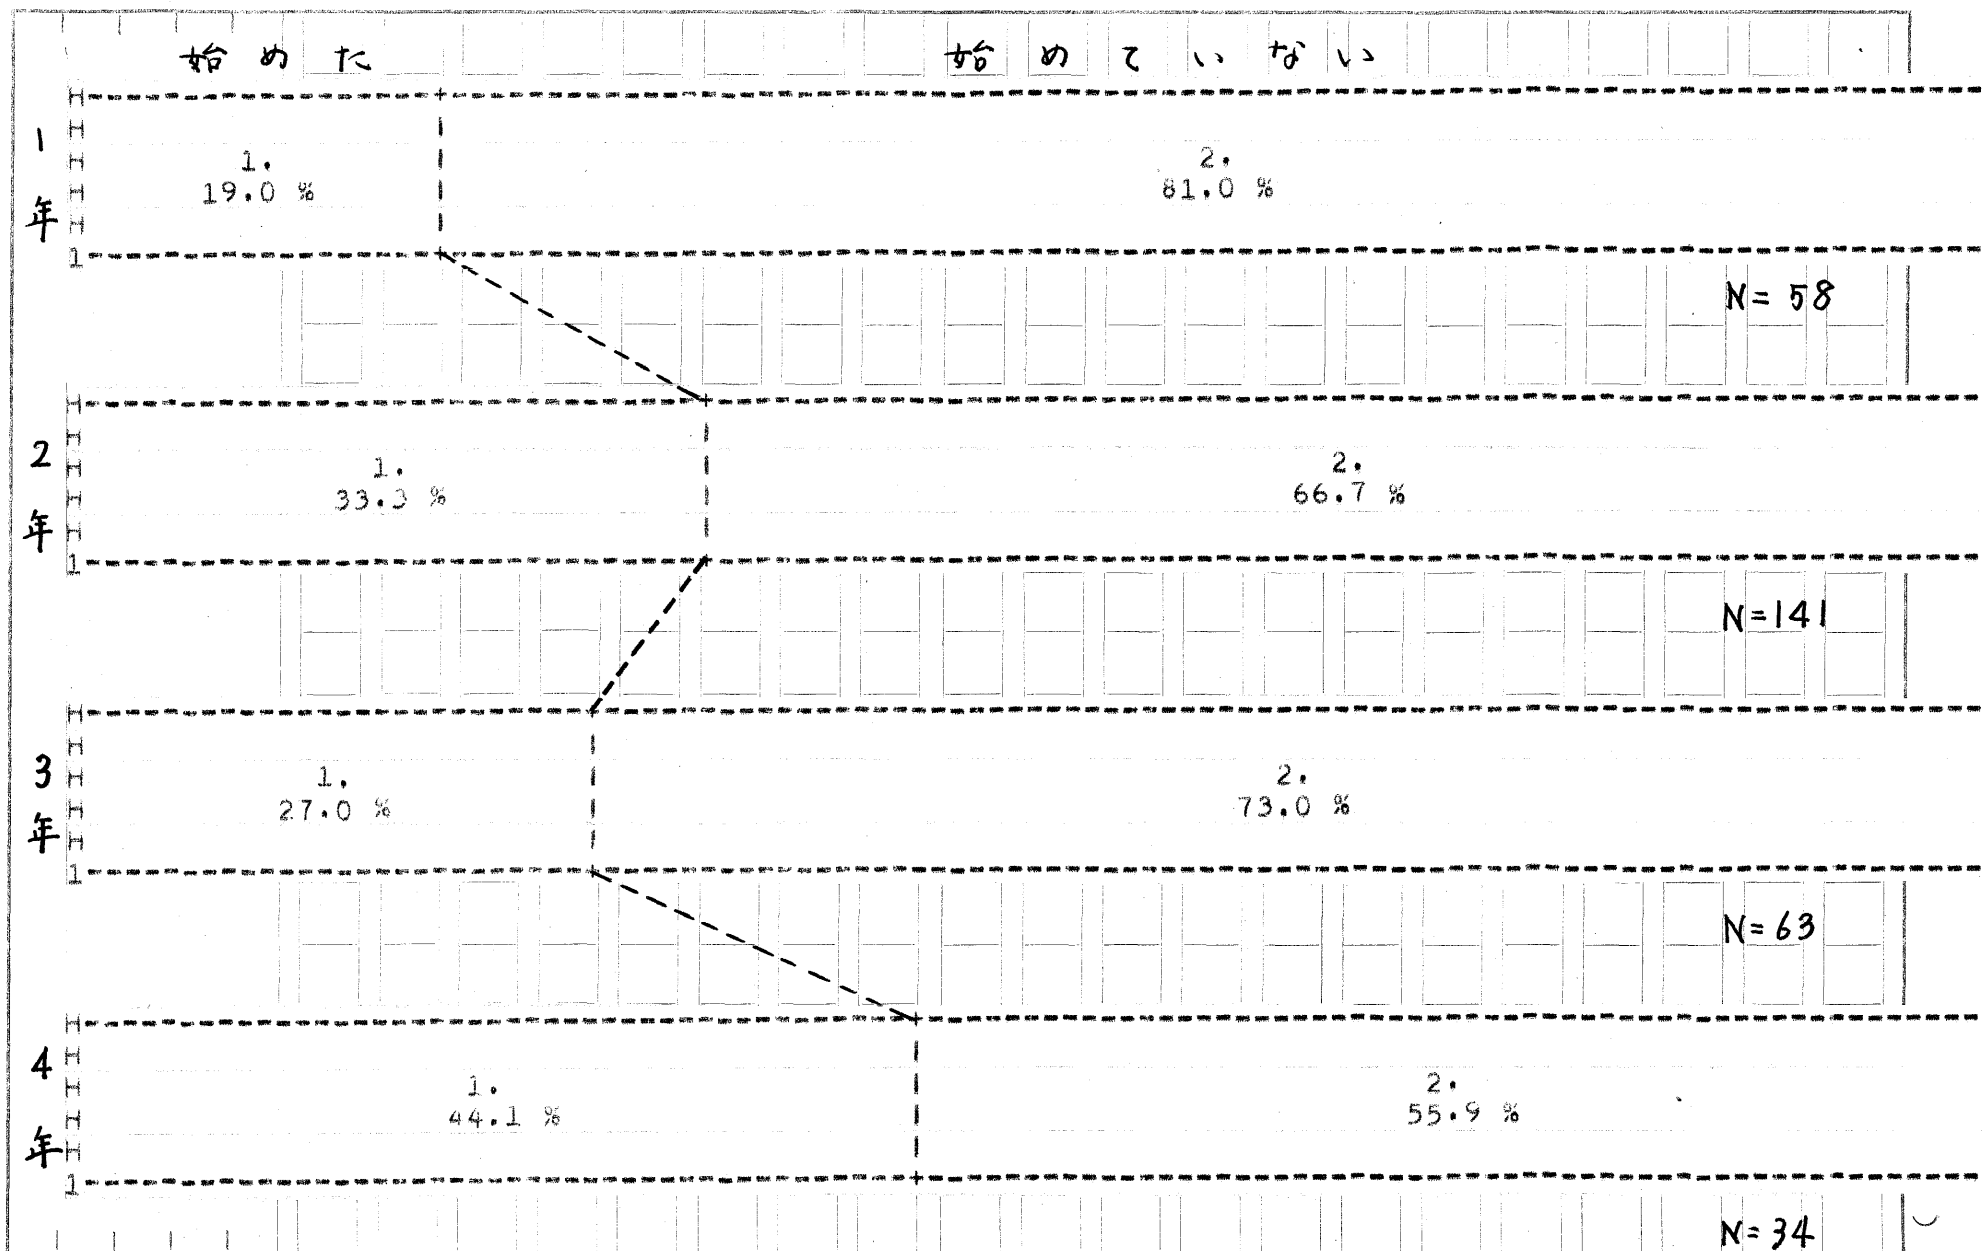 始めた 始めていない
1年
1. 2.
19.0 % 81.0 %
N=58
2年
1. 2.
33.3 % 66.7 %
N=141
3年
1. 2.
27.0 % 73.0 %
N=63
4年
1. 2.
44.1 % 55.9 %
N=34